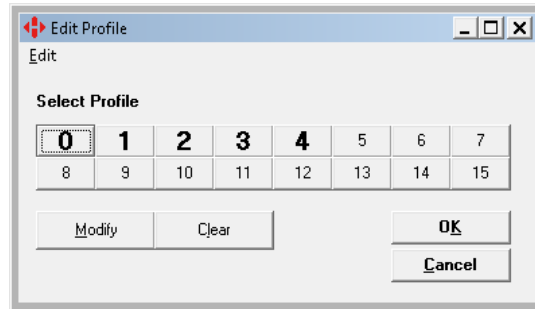 Edit Profile
Edit
Select Profile
0 1 2 3 4 5 6 7
8 9 10 11 12 13 14 15
Modify Clear OK
Cancel